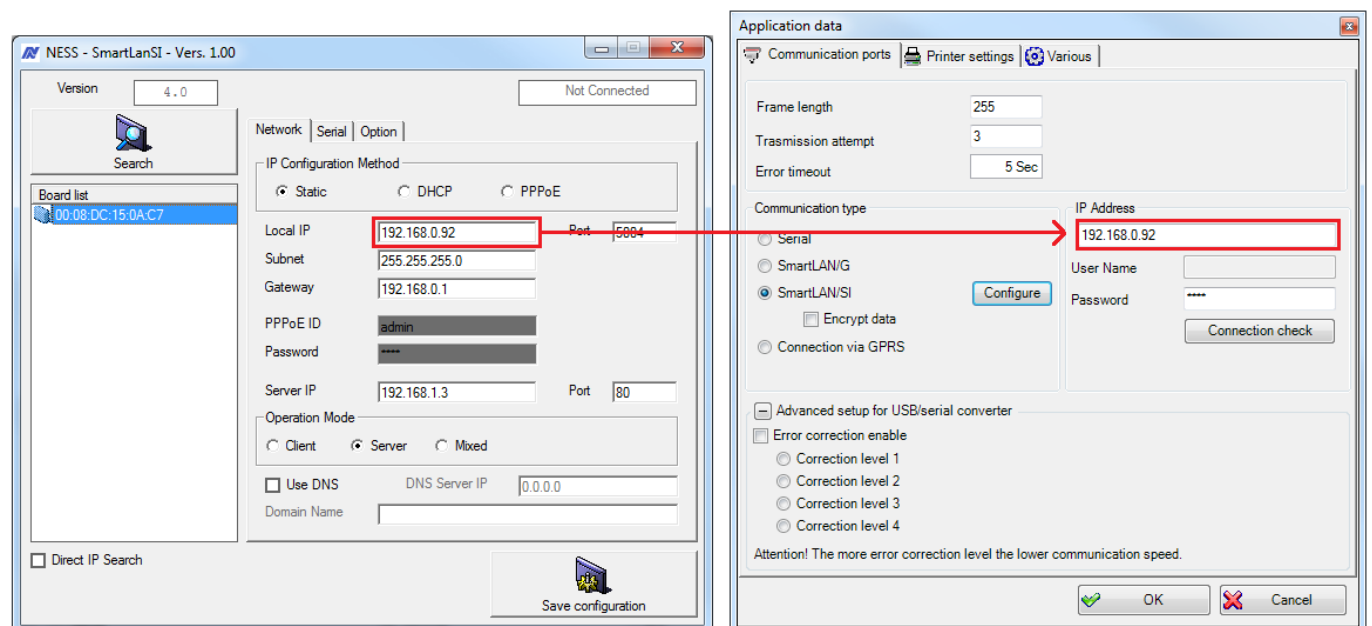 NESS - SmartLanSI - Vers. 1.00
Version 4.0
Not Connected
Search
Board list
00:08:DC:15:0A:C7
Network Serial Option
IP Configuration Method
Static DHCP PPPoE
Local IP 192.168.0.92 Port
Subnet 255.255.255.0
Gateway 192.168.0.1
PPPoE ID admin
Password ****
Server IP 192.168.1.3 Port 80
Operation Mode
Client Server Mixed
Use DNS DNS Server IP 0.0.0.0
Domain Name
Direct IP Search
Save configuration
Application data
Communication ports Printer settings Various
Frame length 255
Trasmission attempt 3
Error timeout 5 Sec
Communication type
Serial
SmartLAN/G
SmartLAN/SI Configure
Encrypt data
Connection via GPRS
IP Address
192.168.0.92
User Name
Password ****
Connection check
Advanced setup for USB/serial converter
Error correction enable
Correction level 1
Correction level 2
Correction level 3
Correction level 4
Attention! The more error correction level the lower communication speed.
OK Cancel